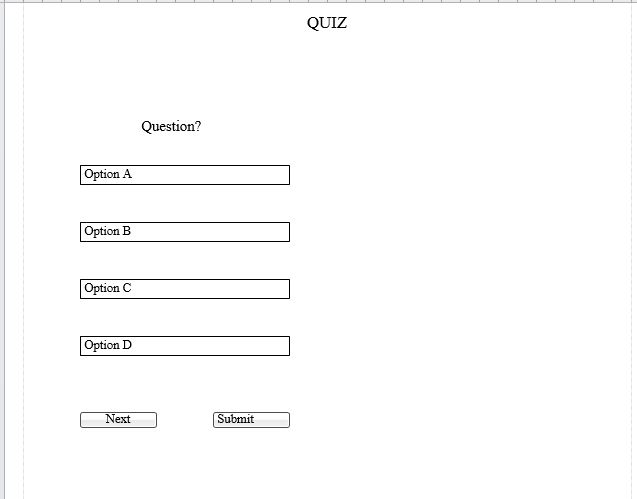 QUIZ
Question?
Option A
Option B
Option C
Option D
Next Submit